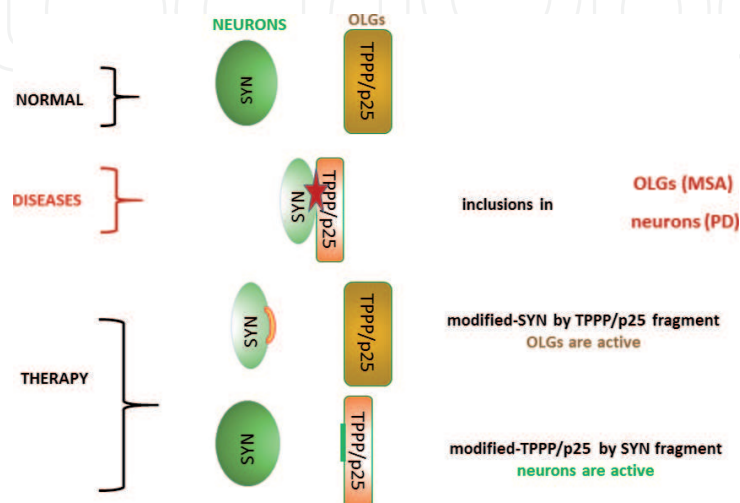 NEURONS OLGs
NORMAL SYN TPPP/p25
DISEASES SYN TPPP/p25 inclusions in OLGs (MSA)
neurons (PD)
THERAPY
SYN TPPP/p25 modified-SYN by TPPP/p25 fragment
OLGs are active
SYN TPPP/p25 modified-TPPP/p25 by SYN fragment
neurons are active